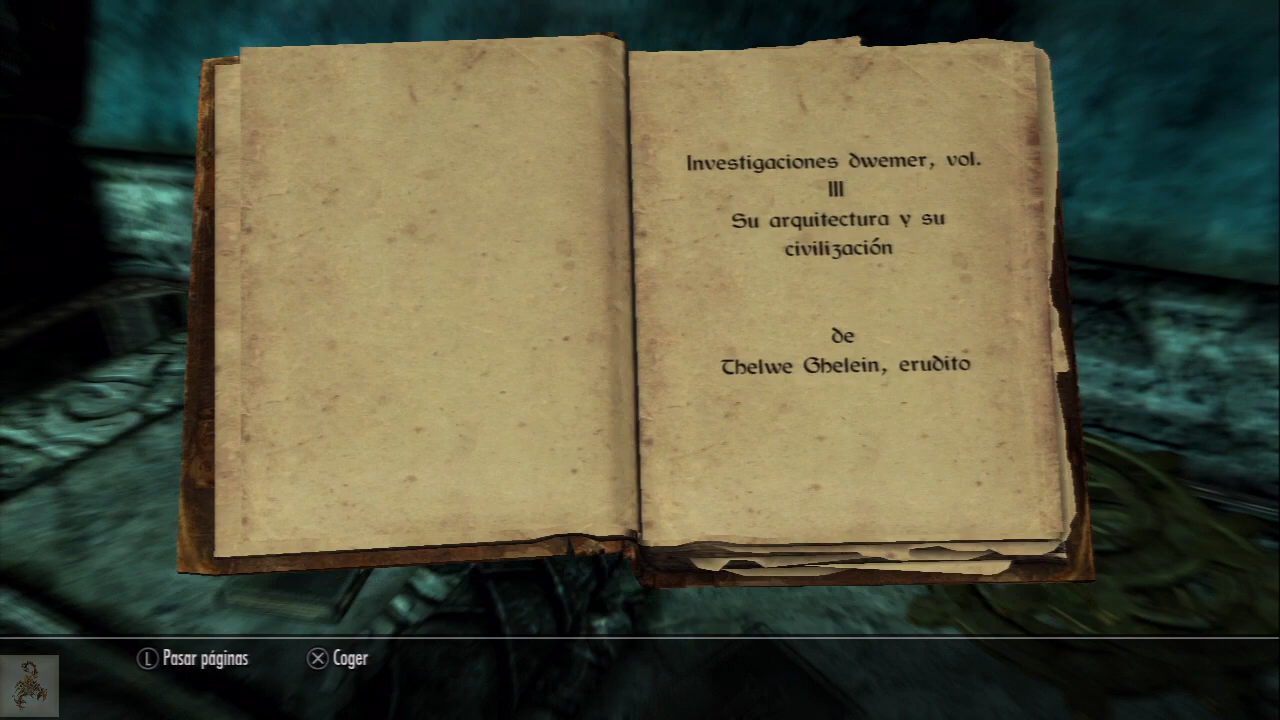 Investigaciones dwemer, vol.
III
Su arquitectura y su
civilización
de
Thelwe Ghelein, erudito
L Pasar páginas
X Coger